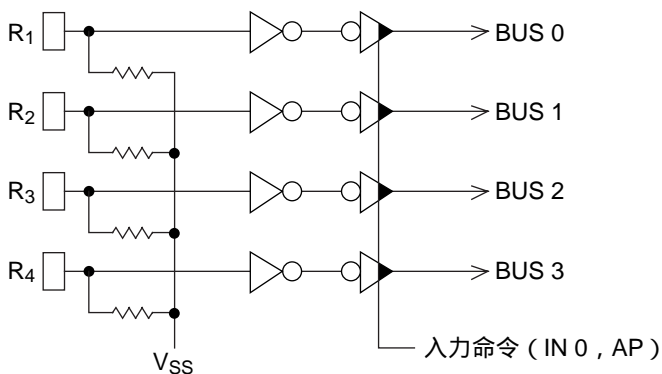 R1
BUS 0
R2
BUS 1
R3
BUS 2
R4
BUS 3
VSS
入力命令 ( IN 0 , AP )